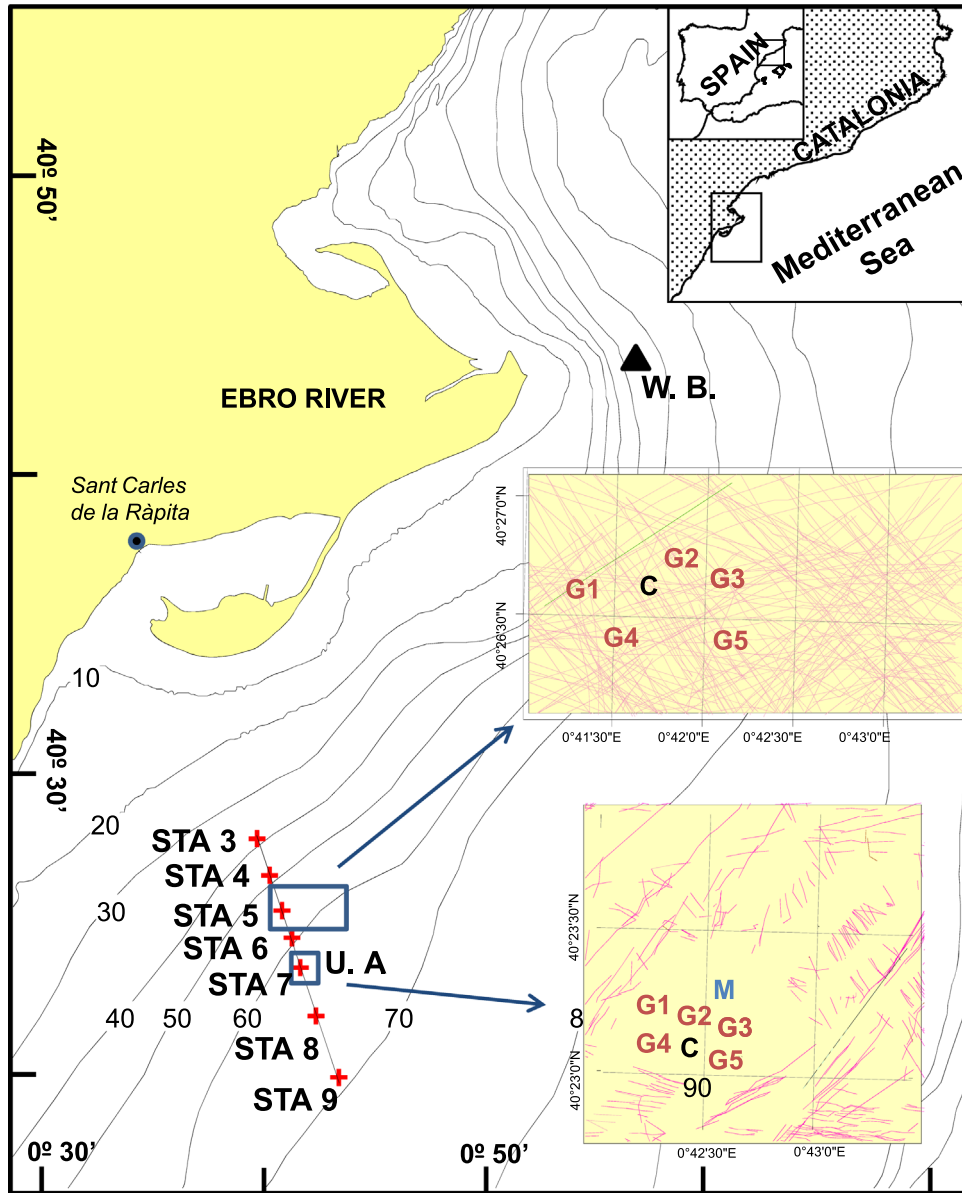 SPAIN
CATALONIA
Mediterranean
Sea
40º 50’
W. B.
EBRO RIVER
Sant Carles
de la Ràpita
40°27'0"N
40°26'30"N
G1
G2
C
G3
G4
G5
0°41'30"E
0°42'0"E
0°42'30"E
0°43'0"E
10
40º 30’
20
30
STA 3
STA 4
STA 5
STA 6
STA 7
U. A
STA 8
STA 9
40
50
60
70
8
40°23'30"N
40°23'0"N
M
G1
G2
G3
G4
C
G5
90
0°42'30"E
0°43'0"E
0º 30’
0º 50’